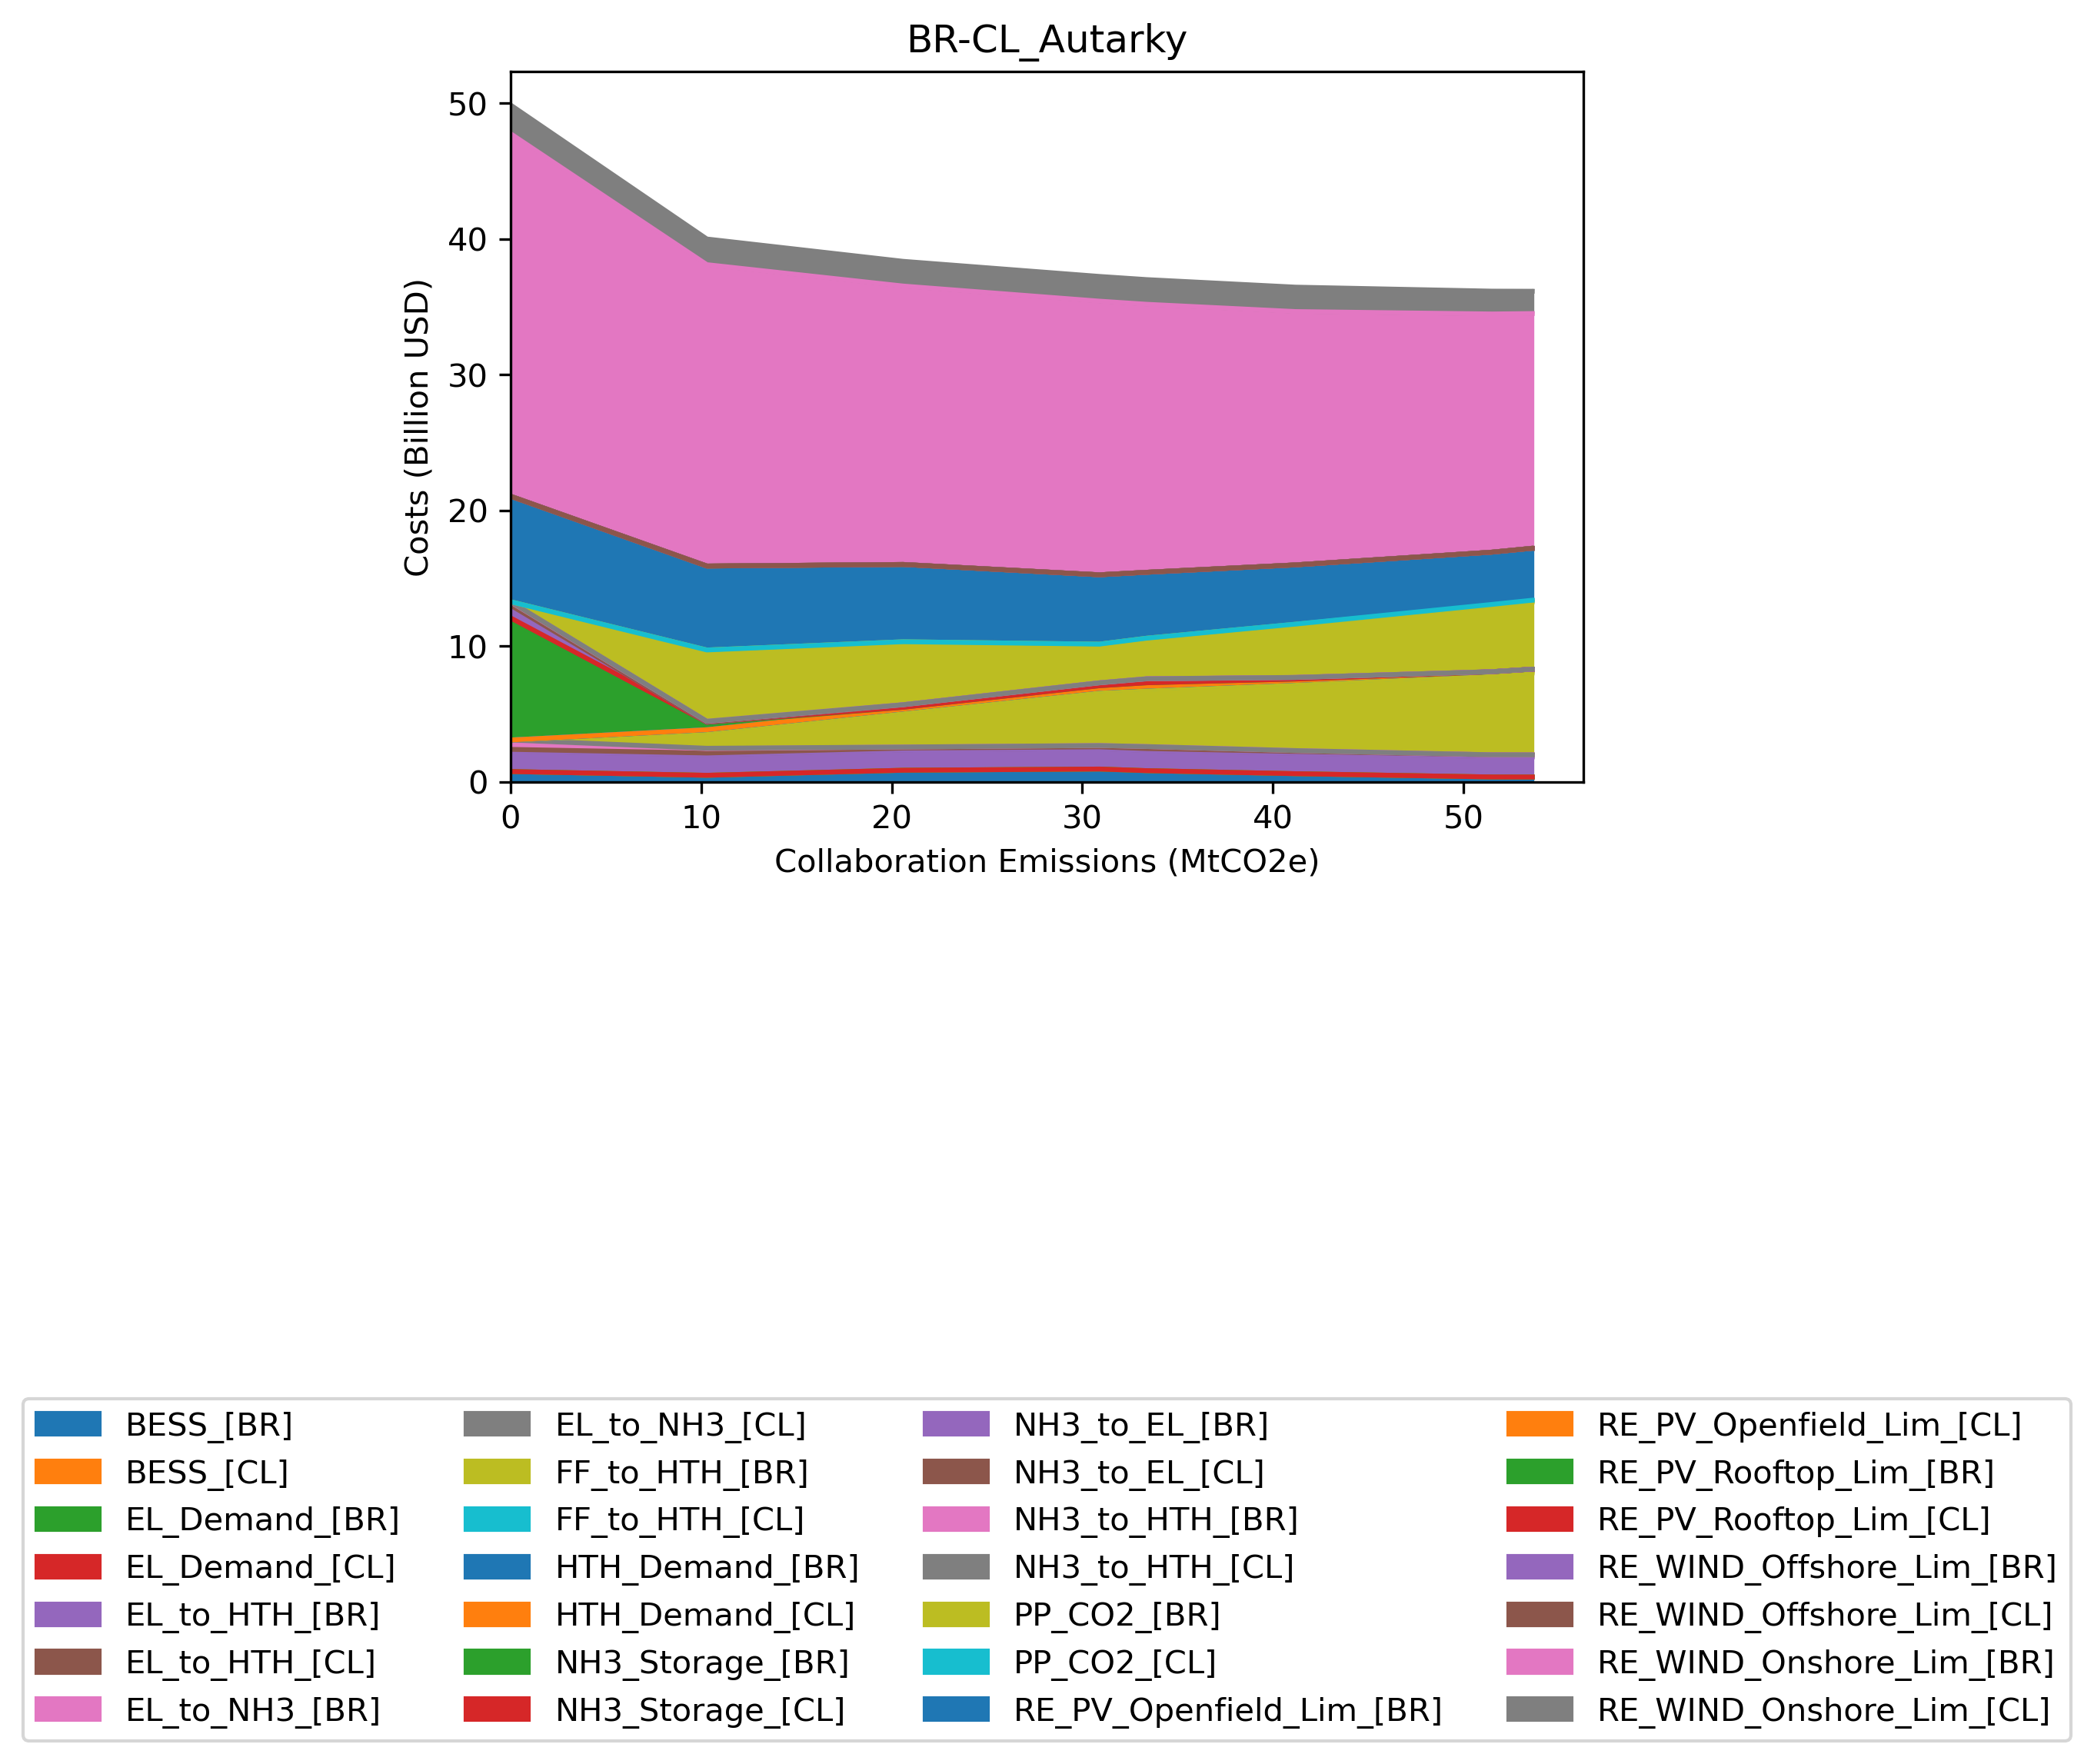 BR-CL_Autarky
50
40
30
20
10
0
Costs (Billion USD)
0 10 20 30 40 50
Collaboration Emissions (MtCO2e)
BESS_[BR]
BESS_[CL]
EL_Demand_[BR]
EL_Demand_[CL]
EL_to_HTH_[BR]
EL_to_HTH_[CL]
EL_to_NH3_[BR]
EL_to_NH3_[CL]
FF_to_HTH_[BR]
FF_to_HTH_[CL]
HTH_Demand_[BR]
HTH_Demand_[CL]
NH3_Storage_[BR]
NH3_Storage_[CL]
NH3_to_EL_[BR]
NH3_to_EL_[CL]
NH3_to_HTH_[BR]
NH3_to_HTH_[CL]
PP_CO2_[BR]
PP_CO2_[CL]
RE_PV_Openfield_Lim_[BR]
RE_PV_Openfield_Lim_[CL]
RE_PV_Rooftop_Lim_[BR]
RE_PV_Rooftop_Lim_[CL]
RE_WIND_Offshore_Lim_[BR]
RE_WIND_Offshore_Lim_[CL]
RE_WIND_Onshore_Lim_[BR]
RE_WIND_Onshore_Lim_[CL]